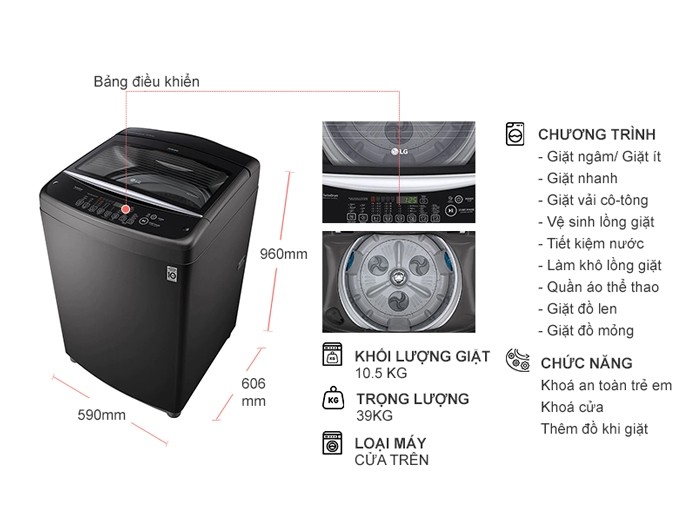 Bảng điều khiển
960mm
606
mm
590mm
LG
KHỐI LƯỢNG GIẶT
10.5 KG
KG
TRỌNG LƯỢNG
39KG
LOẠI MÁY
CỬA TRÊN
CHƯƠNG TRÌNH
- Giặt ngâm/ Giặt ít
- Giặt nhanh
- Giặt vải cô-tông
- Vệ sinh lồng giặt
- Tiết kiệm nước
- Làm khô lồng giặt
- Quần áo thể thao
- Giặt đồ len
- Giặt đồ mỏng
CHỨC NĂNG
Khoá an toàn trẻ em
Khoá cửa
Thêm đồ khi giặt